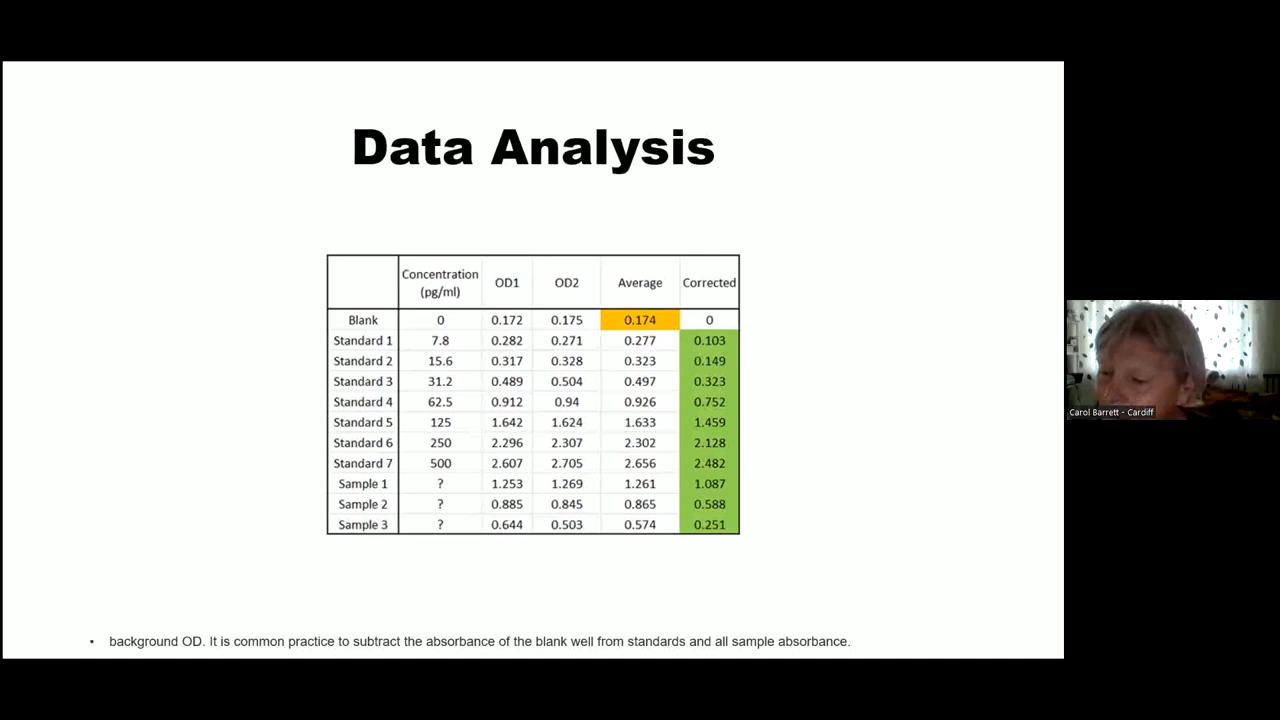 Data Analysis
Concentration (pg/ml) OD1 OD2 Average Corrected
Blank 0 0.172 0.175 0.174 0
Standard 1 7.8 0.282 0.271 0.277 0.103
Standard 2 15.6 0.317 0.328 0.323 0.149
Standard 3 31.2 0.489 0.504 0.497 0.323
Standard 4 62.5 0.912 0.94 0.926 0.752
Standard 5 125 1.642 1.624 1.633 1.459
Standard 6 250 2.296 2.307 2.302 2.128
Standard 7 500 2.607 2.705 2.656 2.482
Sample 1 ? 1.253 1.269 1.261 1.087
Sample 2 ? 0.885 0.845 0.865 0.588
Sample 3 ? 0.644 0.503 0.574 0.251
• background OD. It is common practice to subtract the absorbance of the blank well from standards and all sample absorbance.
Carol Barrett - Cardiff